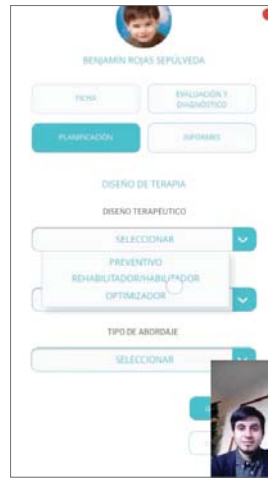 BENJAMÍN ROJAS SEPÚLVEDA
FICHA
EVALUACIÓN Y
DIAGNÓSTICO
PLANIFICACIÓN
INFORMES
DISEÑO DE TERAPIA
DISEÑO TERAPÉUTICO
SELECCIONAR
PREVENTIVO
REHABILITADOR/HABILITADOR
OPTIMIZADOR
TIPO DE ABORDAJE
SELECCIONAR